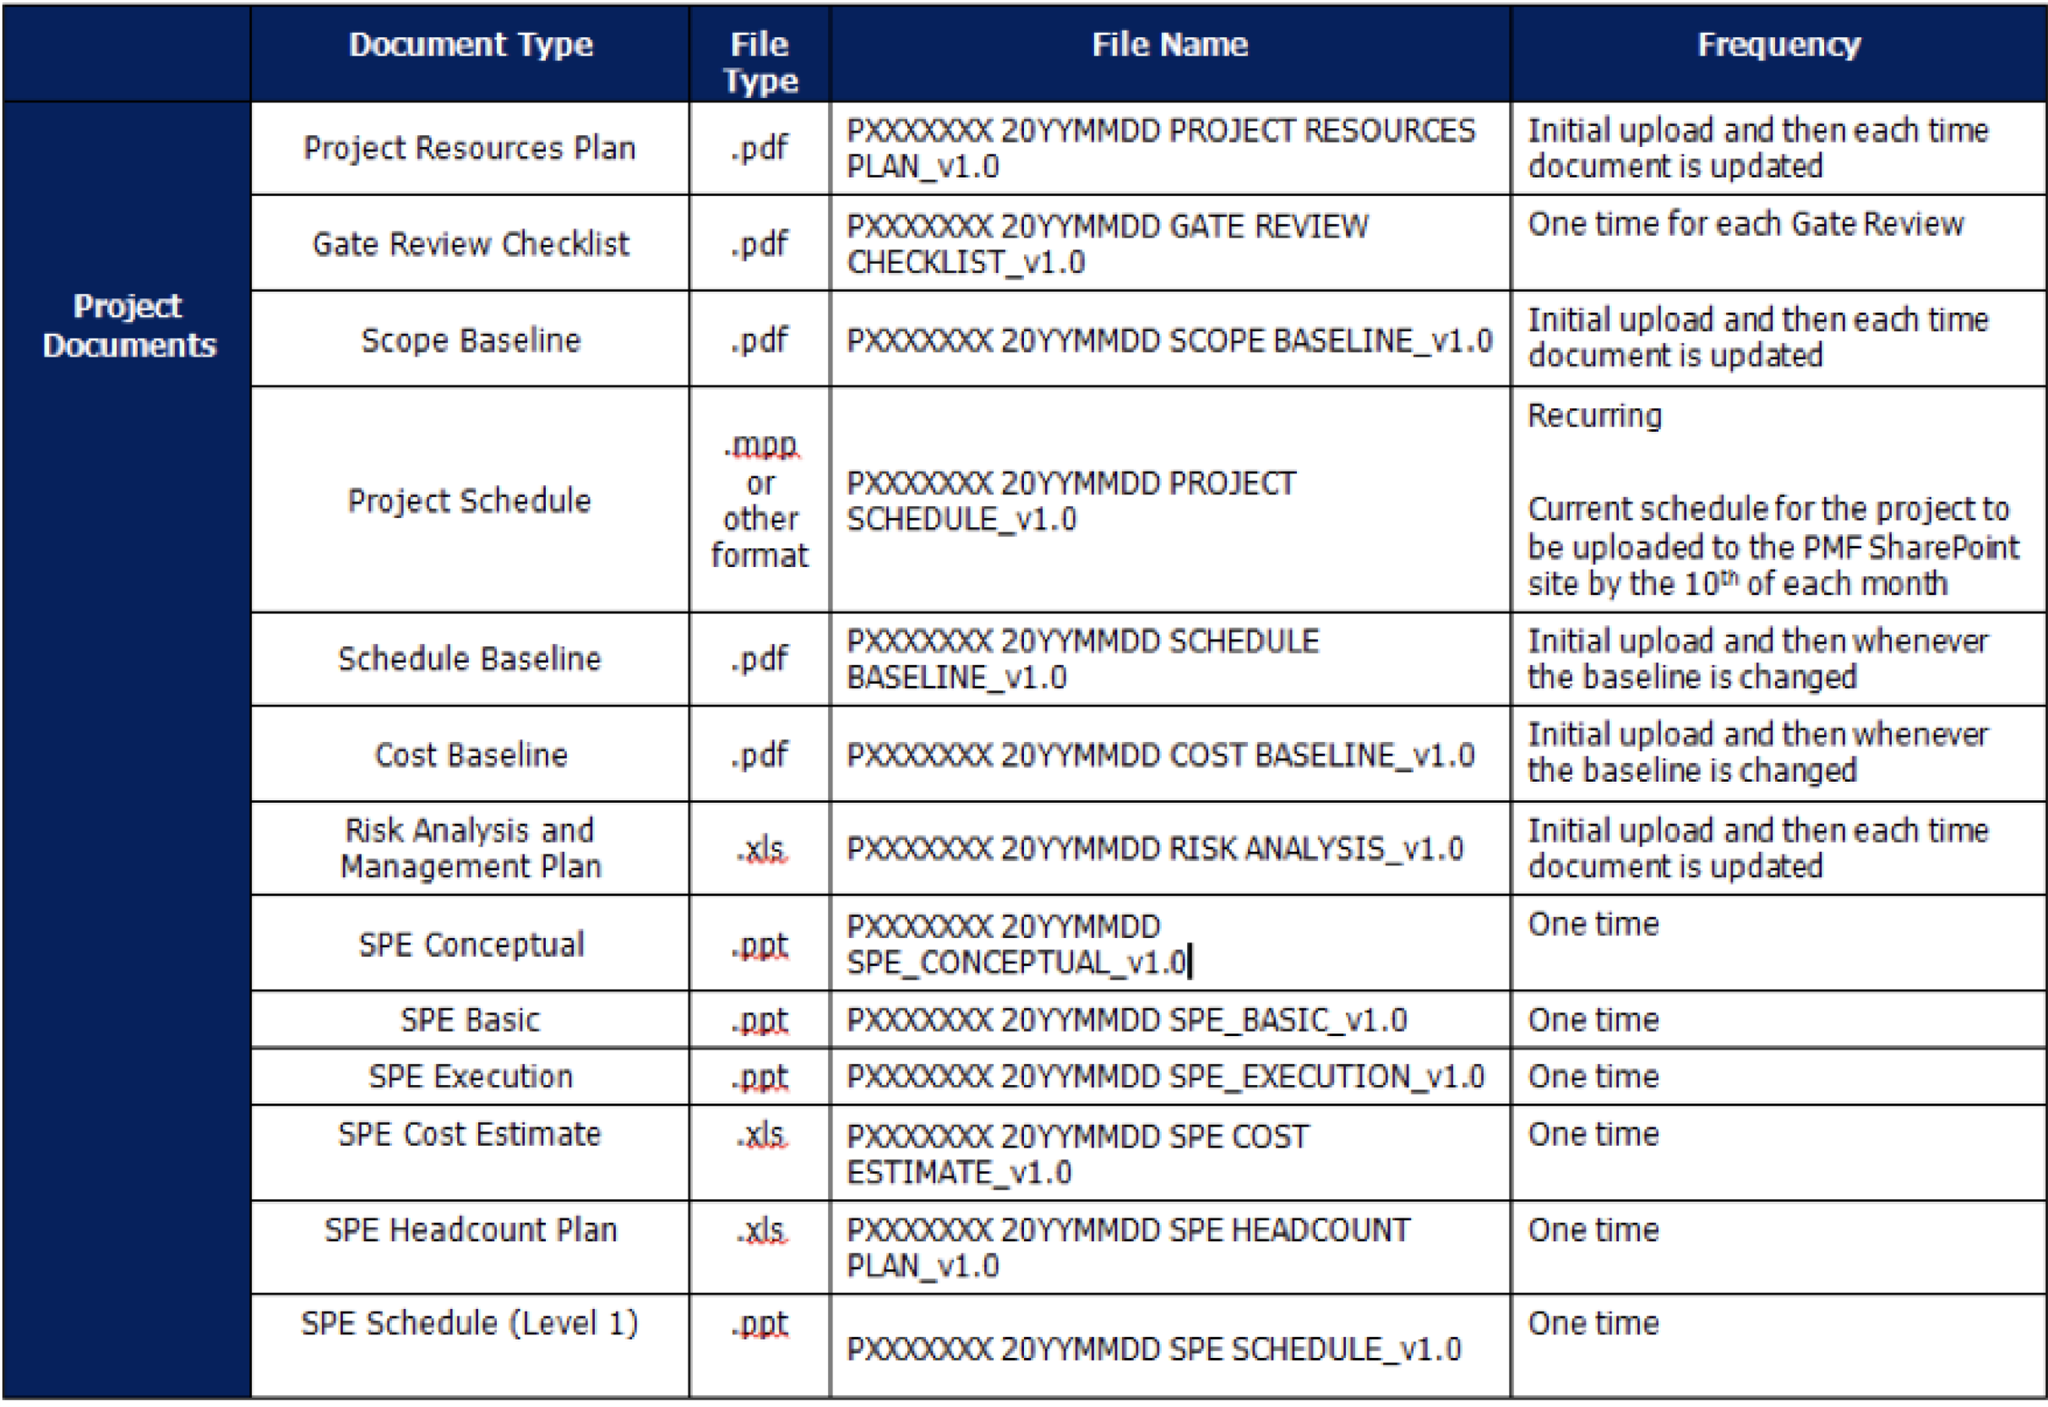 Document Type
File
Type
File Name
Frequency
Project
Documents
Project Resources Plan
.pdf
PXXXXXXX 20YYMMDD PROJECT RESOURCES
PLAN_v1.0
Initial upload and then each time
document is updated
Gate Review Checklist
.pdf
PXXXXXXX 20YYMMDD GATE REVIEW
CHECKLIST_v1.0
One time for each Gate Review
Scope Baseline
.pdf
PXXXXXXX 20YYMMDD SCOPE BASELINE_v1.0
Initial upload and then each time
document is updated
Project Schedule
.mpp
or
other
format
PXXXXXXX 20YYMMDD PROJECT
SCHEDULE_v1.0
Recurring
Current schedule for the project to
be uploaded to the PMF SharePoint
site by the 10th of each month
Schedule Baseline
.pdf
PXXXXXXX 20YYMMDD SCHEDULE
BASELINE_v1.0
Initial upload and then whenever
the baseline is changed
Cost Baseline
.pdf
PXXXXXXX 20YYMMDD COST BASELINE_v1.0
Initial upload and then whenever
the baseline is changed
Risk Analysis and
Management Plan
.xls
PXXXXXXX 20YYMMDD RISK ANALYSIS_v1.0
Initial upload and then each time
document is updated
SPE Conceptual
.ppt
PXXXXXXX 20YYMMDD
SPE_CONCEPTUAL_v1.0
One time
SPE Basic
.ppt
PXXXXXXX 20YYMMDD SPE_BASIC_v1.0
One time
SPE Execution
.ppt
PXXXXXXX 20YYMMDD SPE_EXECUTION_v1.0
One time
SPE Cost Estimate
.xls
PXXXXXXX 20YYMMDD SPE COST
ESTIMATE_v1.0
One time
SPE Headcount Plan
.xls
PXXXXXXX 20YYMMDD SPE HEADCOUNT
PLAN_v1.0
One time
SPE Schedule (Level 1)
.ppt
PXXXXXXX 20YYMMDD SPE SCHEDULE_v1.0
One time